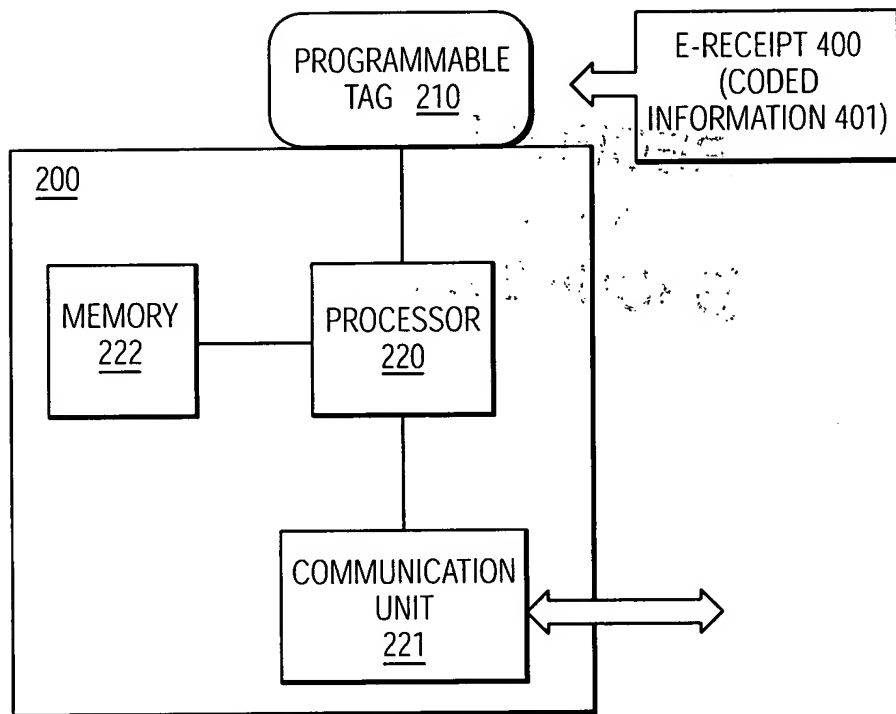 PROGRAMMABLE
TAG 210
E-RECEIPT 400
(CODED
INFORMATION 401)
200
MEMORY
222
PROCESSOR
220
COMMUNICATION
UNIT
221